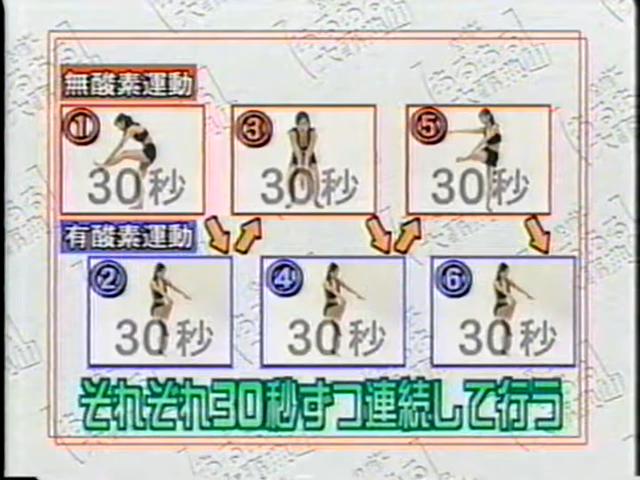 無酸素運動
① 30秒
③ 30秒
⑤ 30秒
有酸素運動
② 30秒
④ 30秒
⑥ 30秒
それぞれ30秒ずつ連続して行う